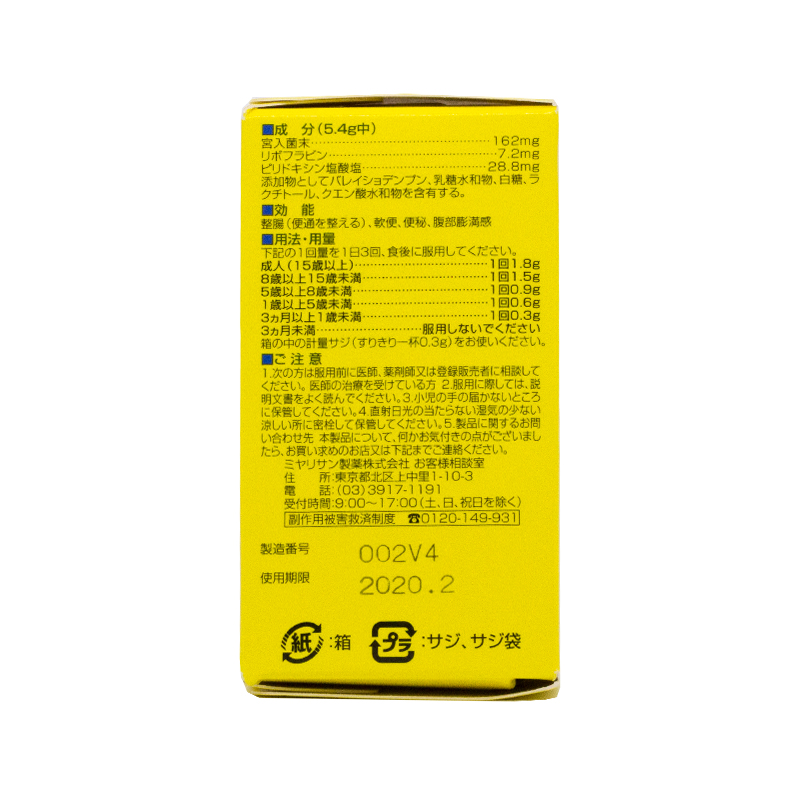 ■成 分(5.4g中)
宮入菌末……162mg
リボフラビン……7.2mg
ピリドキシン塩酸塩……28.8mg
添加物としてバレイショデンプン、乳糖水和物、白糖、ラ
クチトール、クエン酸水和物を含有する。
■効 能
整腸(便通を整える)、軟便、便秘、腹部膨満感
■用法・用量
下記の1回量を1日3回、食後に服用してください。
成人(15歳以上)……1回1.8g
8歳以上15歳未満……1回1.5g
5歳以上8歳未満……1回0.9g
1歳以上5歳未満……1回0.6g
3ヵ月以上1歳未満……1回0.3g
3ヵ月未満……服用しないでください
箱の中の計量サジ(すりきり一杯0.3g)をお使いください。
■ご 注 意
1.次の方は服用前に医師、薬剤師又は登録販売者に相談して
ください。医師の治療を受けている方 2.服用に際しては、説
明文書をよく読んでください。3.小児の手の届かないところ
に保管してください。4.直射日光の当たらない湿気の少ない
涼しい所に密栓して保管してください。5.製品に関するお問
い合わせ先 本製品について、何かお気付きの点がございまし
たら、お買い求めのお店又は下記までご連絡ください。
ミヤリサン製薬株式会社 お客様相談室
住 所:東京都北区上中里1-10-3
電 話:(03)3917-1191
受付時間:9:00〜17:00(土、日、祝日を除く)
副作用被害救済制度 ☎0120-149-931
製造番号 002V4
使用期限 2020.2
紙:箱 プラ:サジ、サジ袋